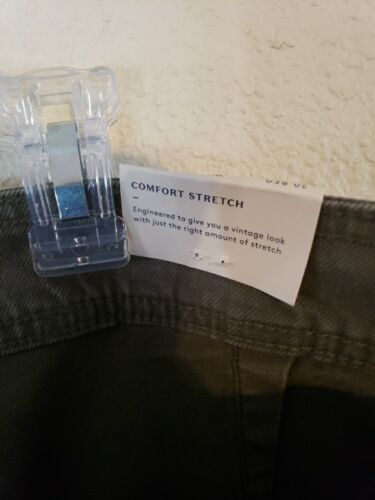 COMFORT STRETCH
–
Engineered to give you a vintage look
with just the right amount of stretch